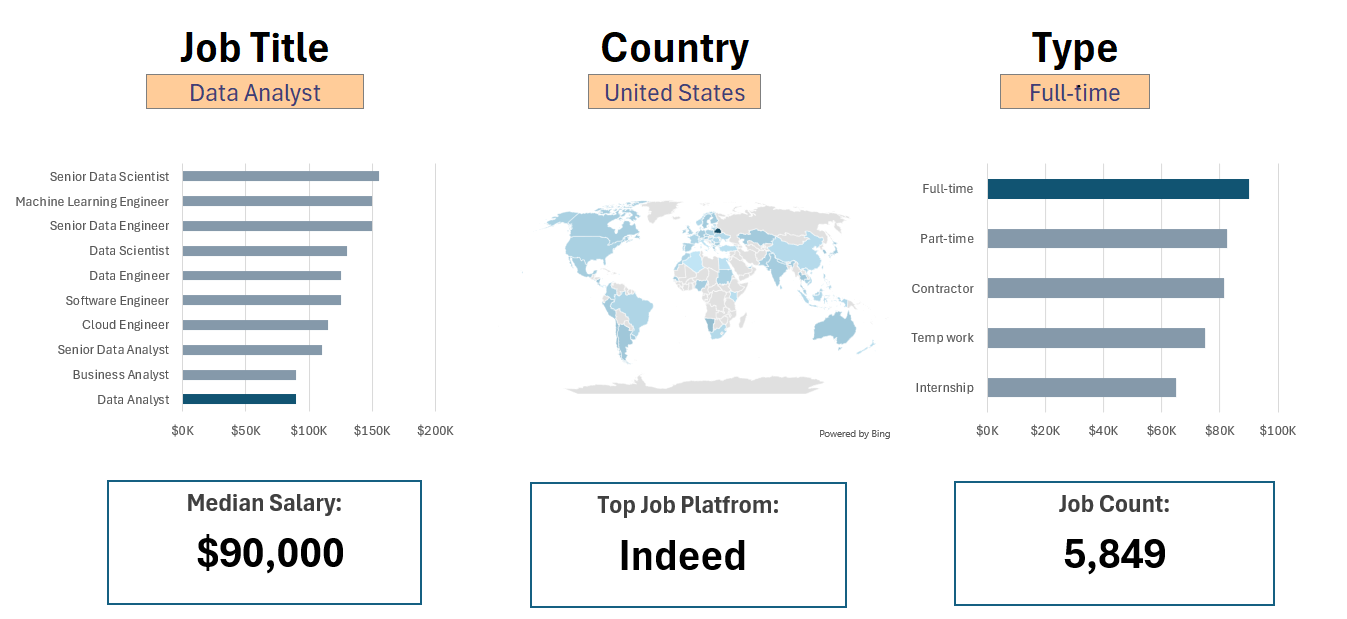 Job Title
Data Analyst
Country
United States
Type
Full-time
Senior Data Scientist
Machine Learning Engineer
Senior Data Engineer
Data Scientist
Data Engineer
Software Engineer
Cloud Engineer
Senior Data Analyst
Business Analyst
Data Analyst
$0K $50K $100K $150K $200K
Powered by Bing
Full-time
Part-time
Contractor
Temp work
Internship
$0K $20K $40K $60K $80K $100K
Median Salary:
$90,000
Top Job Platfrom:
Indeed
Job Count:
5,849